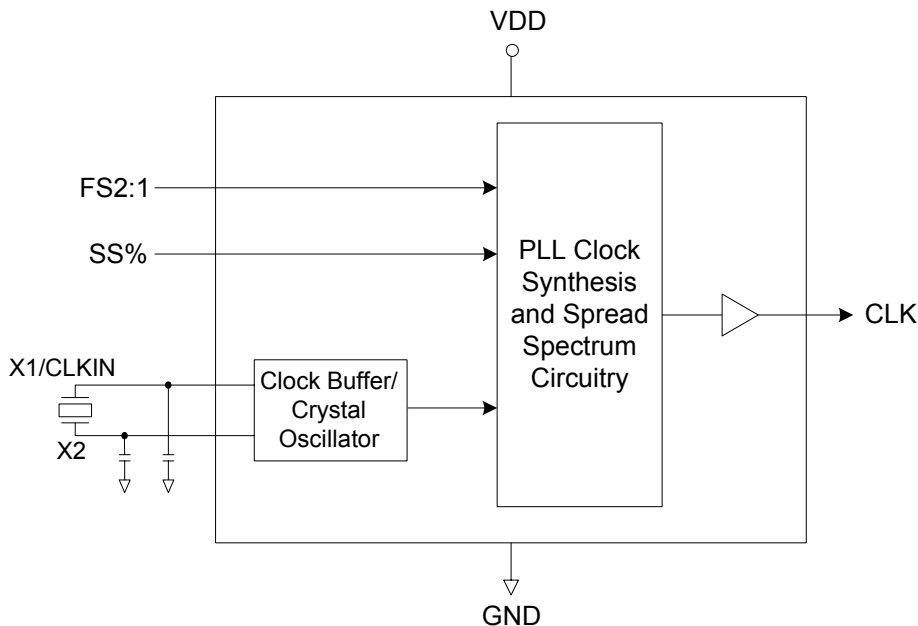 VDD
FS2:1
SS%
PLL Clock
Synthesis
and Spread
Spectrum
Circuitry
CLK
X1/CLKIN
X2
Clock Buffer/
Crystal
Oscillator
GND